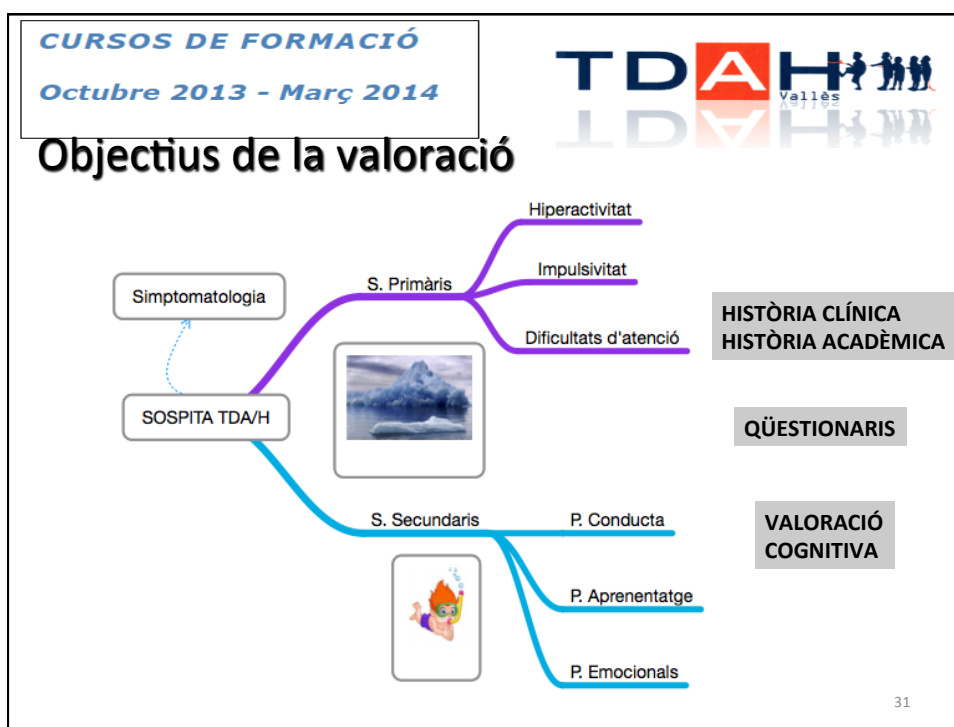 CURSOS DE FORMACIÓ
Octubre 2013 - Març 2014
TDAH
Vallès
Objectius de la valoració
Hiperactivitat
Impulsivitat
S. Primàris
Simptomatologia
Dificultats d'atenció
HISTÒRIA CLÍNICA
HISTÒRIA ACADÈMICA
SOSPITA TDA/H
QÜESTIONARIS
S. Secundaris
P. Conducta
VALORACIÓ
COGNITIVA
P. Aprenentatge
P. Emocionals
31